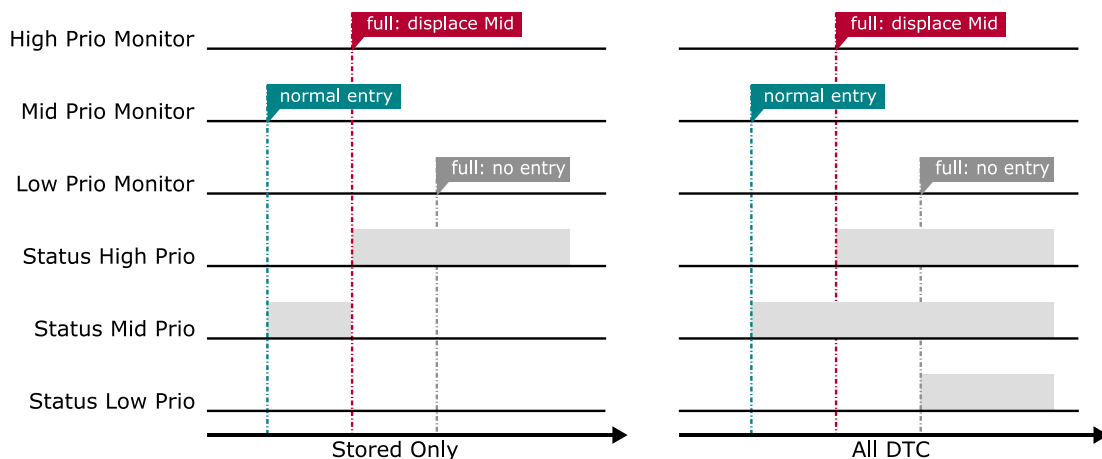 High Prio Monitor
full: displace Mid
full: displace Mid
Mid Prio Monitor
normal entry
normal entry
Low Prio Monitor
full: no entry
full: no entry
Status High Prio
Status Mid Prio
Status Low Prio
Stored Only
All DTC